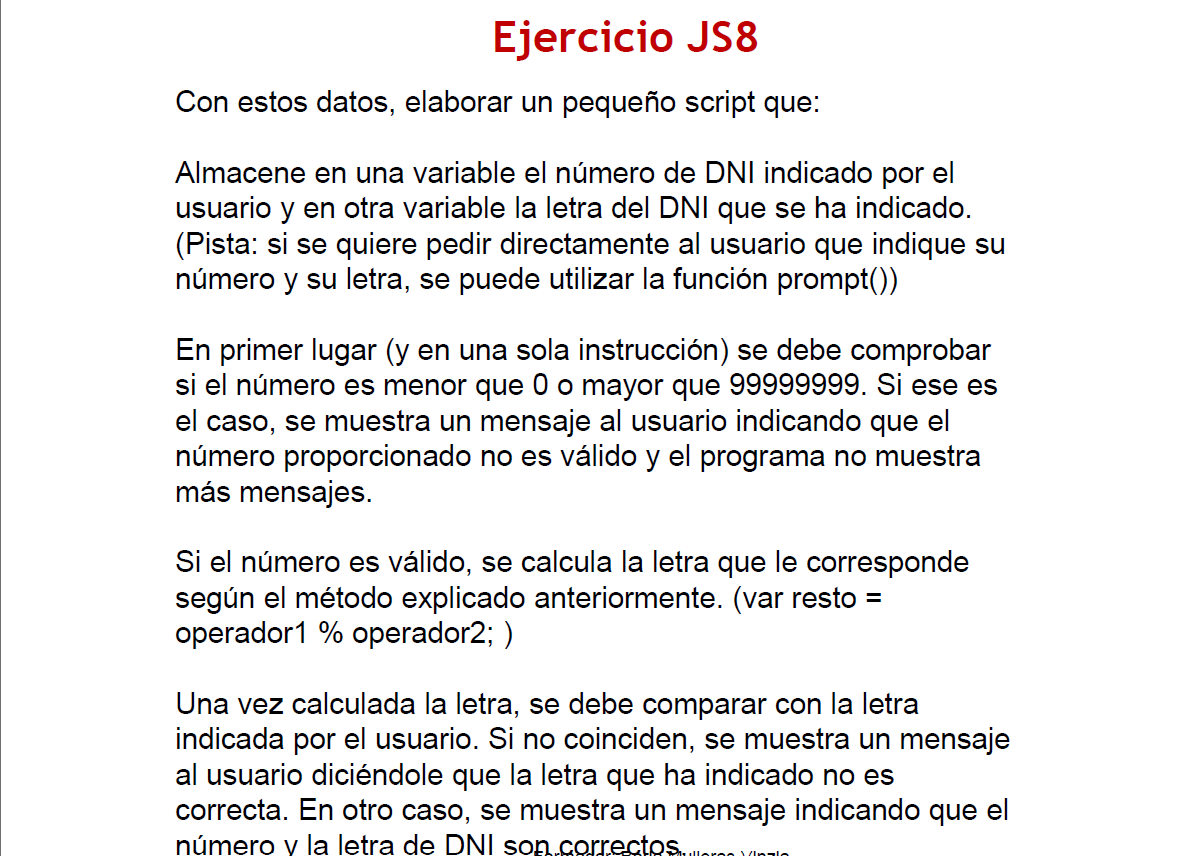 Ejercicio JS8
Con estos datos, elaborar un pequeño script que:
Almacene en una variable el número de DNI indicado por el
usuario y en otra variable la letra del DNI que se ha indicado.
(Pista: si se quiere pedir directamente al usuario que indique su
número y su letra, se puede utilizar la función prompt())
En primer lugar (y en una sola instrucción) se debe comprobar
si el número es menor que 0 o mayor que 99999999. Si ese es
el caso, se muestra un mensaje al usuario indicando que el
número proporcionado no es válido y el programa no muestra
más mensajes.
Si el número es válido, se calcula la letra que le corresponde
según el método explicado anteriormente. (var resto =
operador1 % operador2; )
Una vez calculada la letra, se debe comparar con la letra
indicada por el usuario. Si no coinciden, se muestra un mensaje
al usuario diciéndole que la letra que ha indicado no es
correcta. En otro caso, se muestra un mensaje indicando que el
número y la letra de DNI son correctos.